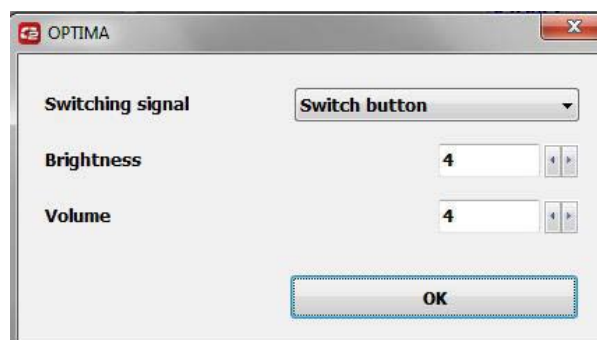 OPTIMA
Switching signal Switch button
Brightness 4
Volume 4
OK